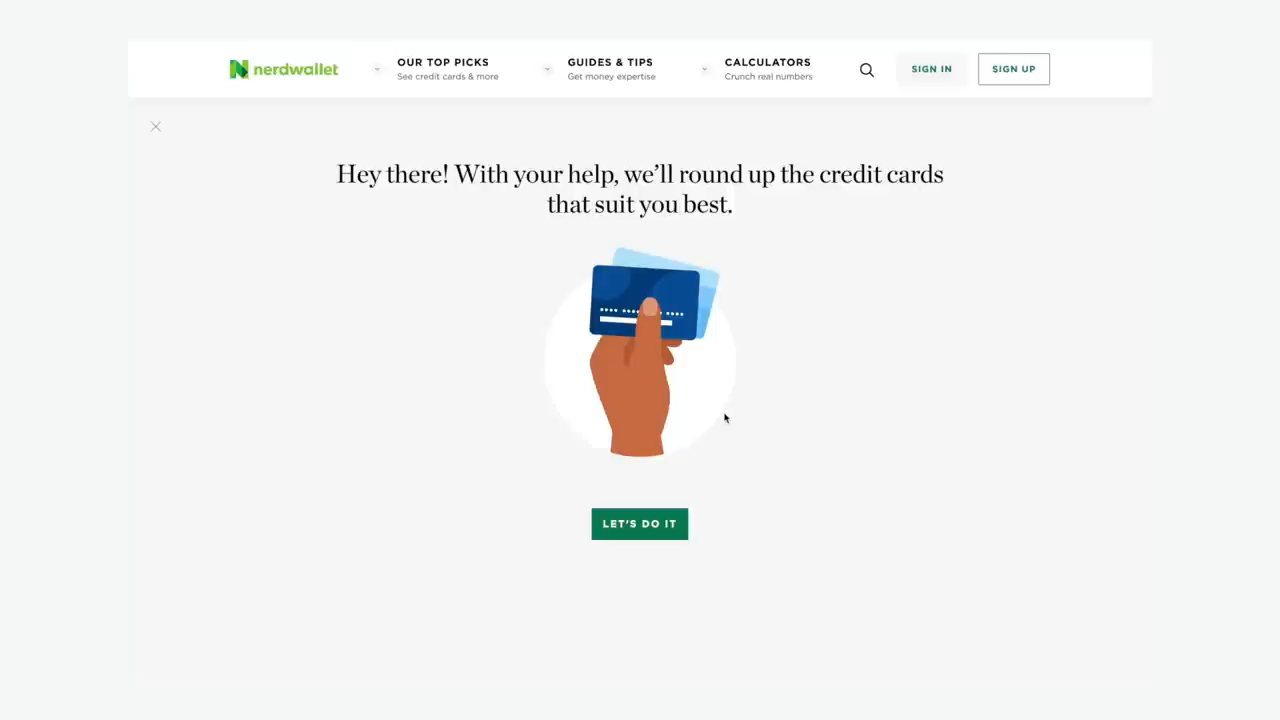 nerdwallet
OUR TOP PICKS
See credit cards & more
GUIDES & TIPS
Get money expertise
CALCULATORS
Crunch real numbers
SIGN IN
SIGN UP
Hey there! With your help, we’ll round up the credit cards
that suit you best.
LET'S DO IT